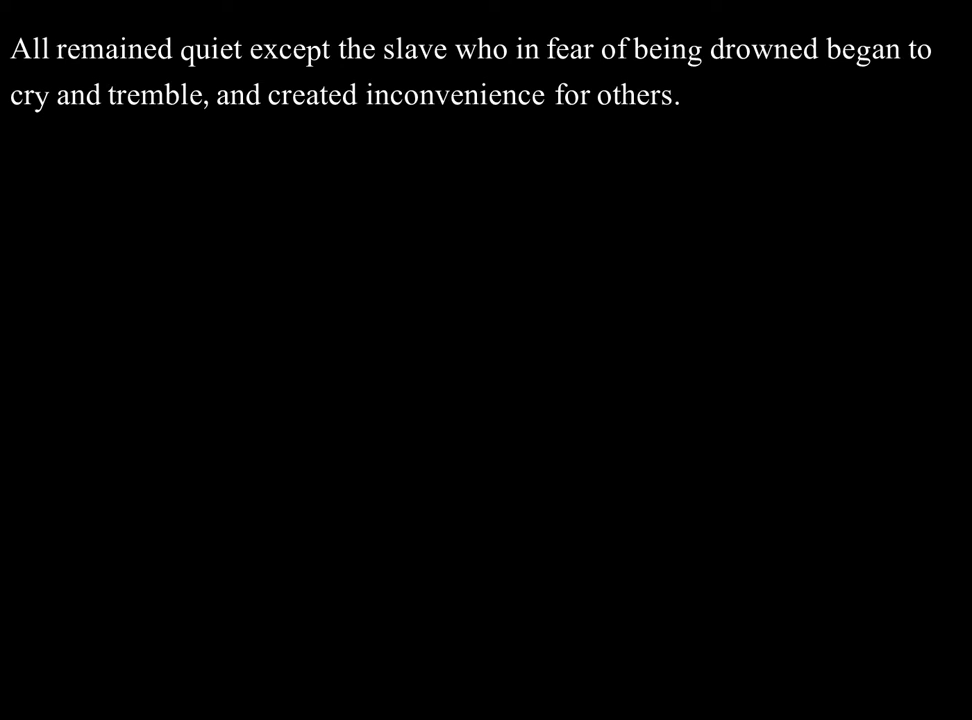 All remained quiet except the slave who in fear of being drowned began to
cry and tremble, and created inconvenience for others.